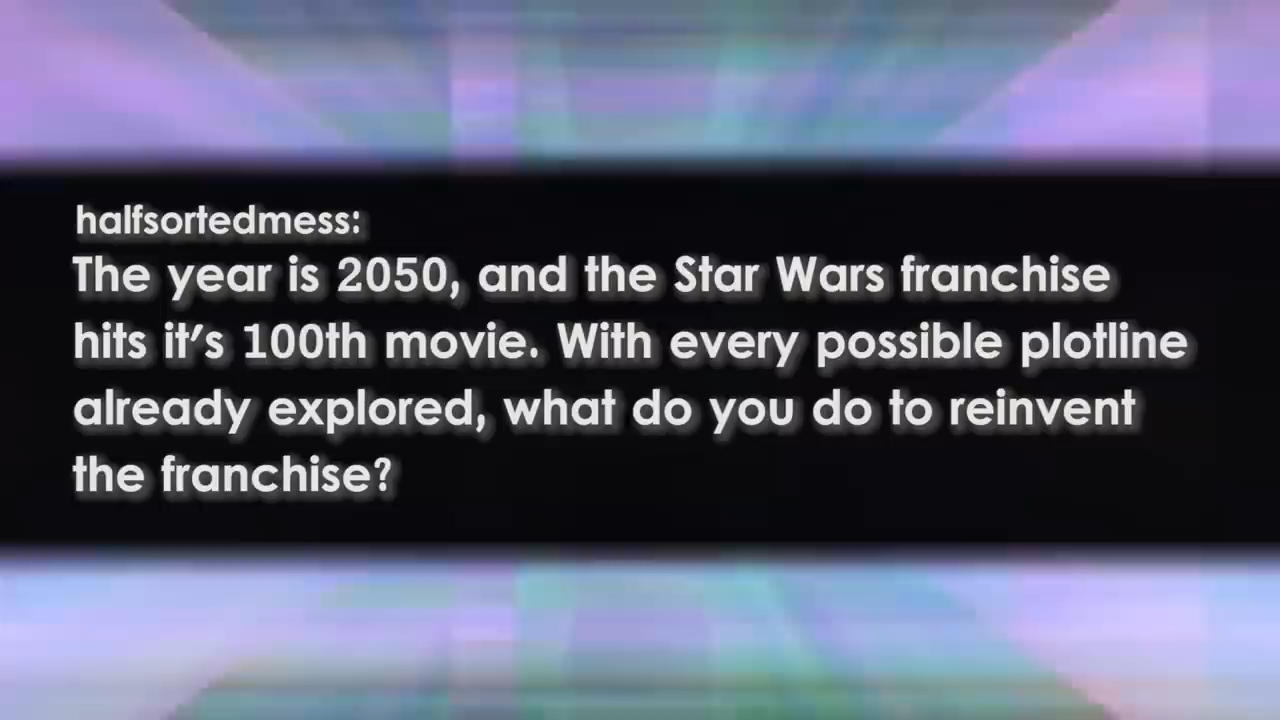 halfsortedmess:
The year is 2050, and the Star Wars franchise
hits it's 100th movie. With every possible plotline
already explored, what do you do to reinvent
the franchise?